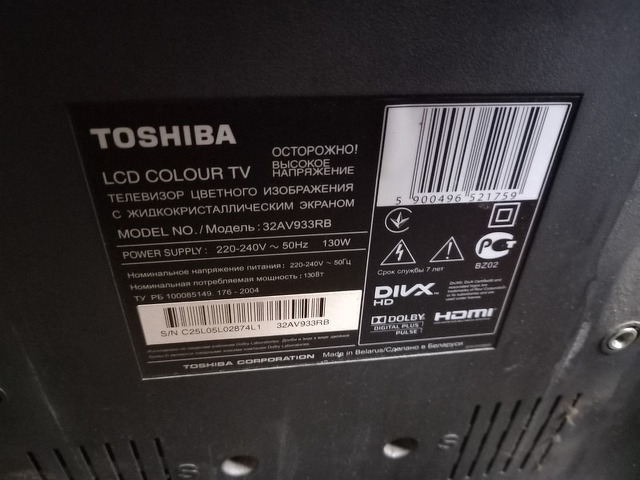 TOSHIBA
LCD COLOUR TV
ОСТОРОЖНО!
ВЫСОКОЕ
НАПРЯЖЕНИЕ
ТЕЛЕВИЗОР ЦВЕТНОГО ИЗОБРАЖЕНИЯ
С ЖИДКОКРИСТАЛЛИЧЕСКИМ ЭКРАНОМ
MODEL NO./Модель: 32AV933RB
POWER SUPPLY: 220-240V ~ 50Hz 130W
Номинальное напряжение питания: 220-240V ~ 50Гц
Номинальная потребляемая мощность: 130Вт
ТУ РБ 100085149. 176 - 2004
S/N C25L05L02874L1 32AV933RB
TOSHIBA CORPORATION Made in Belarus/Сделано в Беларуси
5 900496 521759
Срок службы 7 лет
BZ02
DIVX
HD
DOLBY
DIGITAL PLUS
PULSE
HDMI